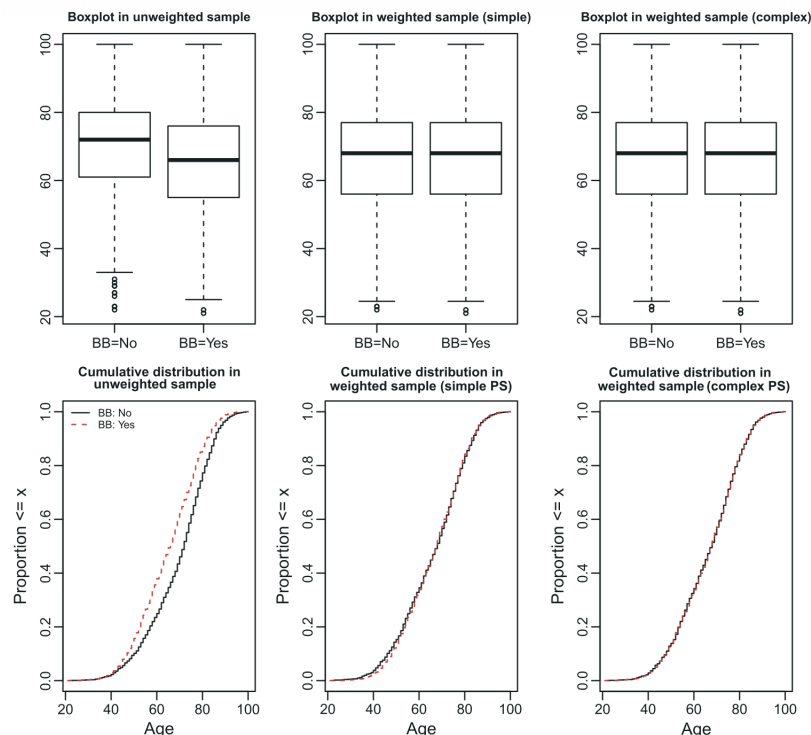 Boxplot in unweighted sample
100
80
60
40
20
BB=No BB=Yes
Boxplot in weighted sample (simple)
100
80
60
40
20
BB=No BB=Yes
Boxplot in weighted sample (complex)
100
80
60
40
20
BB=No BB=Yes
Cumulative distribution in
unweighted sample
BB: No
BB: Yes
Proportion <= x
1.0
0.8
0.6
0.4
0.2
0.0
20 40 60 80 100
Age
Cumulative distribution in
weighted sample (simple PS)
Proportion <= x
1.0
0.8
0.6
0.4
0.2
0.0
20 40 60 80 100
Age
Cumulative distribution in
weighted sample (complex PS)
Proportion <= x
1.0
0.8
0.6
0.4
0.2
0.0
20 40 60 80 100
Age